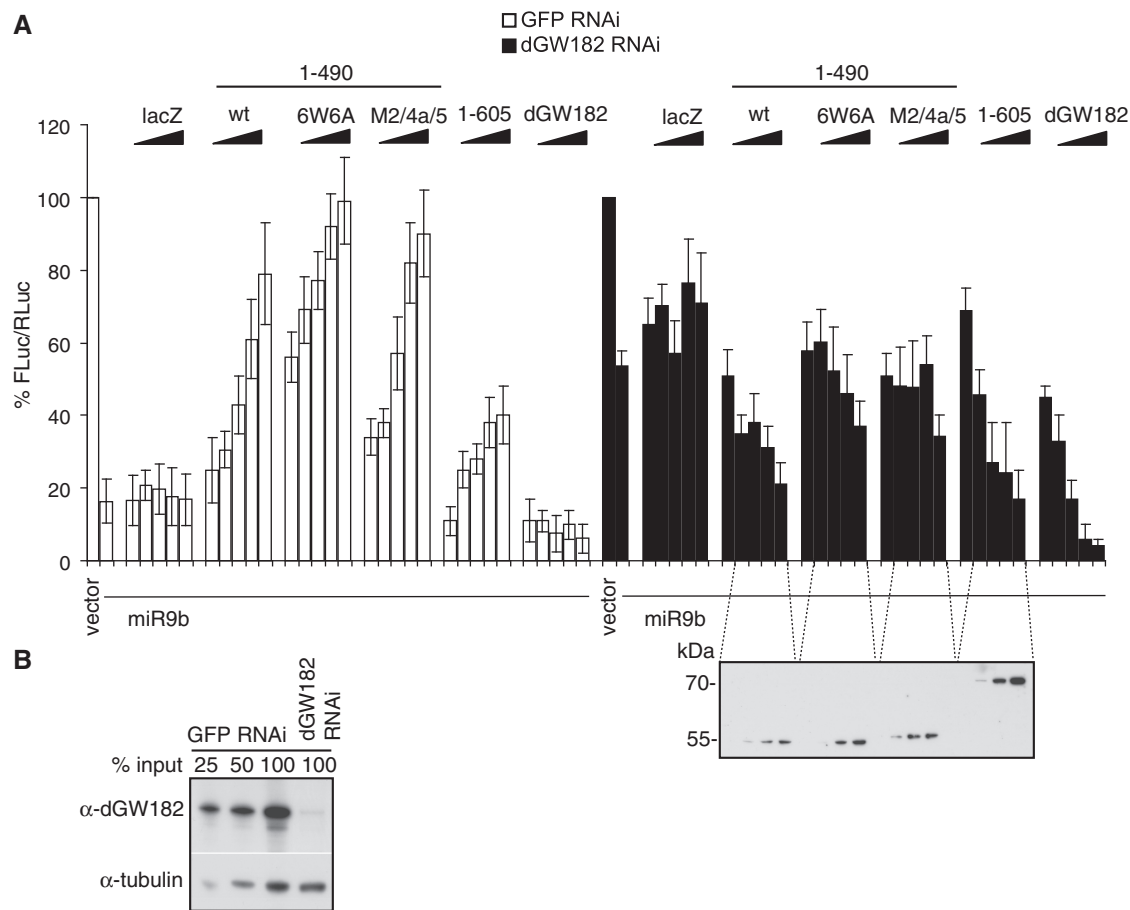 A
GFP RNAi
dGW182 RNAi
1-490
1-490
lacZ wt 6W6A M2/4a/5 1-605 dGW182
lacZ wt 6W6A M2/4a/5 1-605 dGW182
% FLuc/RLuc
120
100
80
60
40
20
0
vector
miR9b
vector
miR9b
kDa
70-
55-
B
GFP RNAi
dGW182
RNAi
% input 25 50 100 100
α-dGW182
α-tubulin